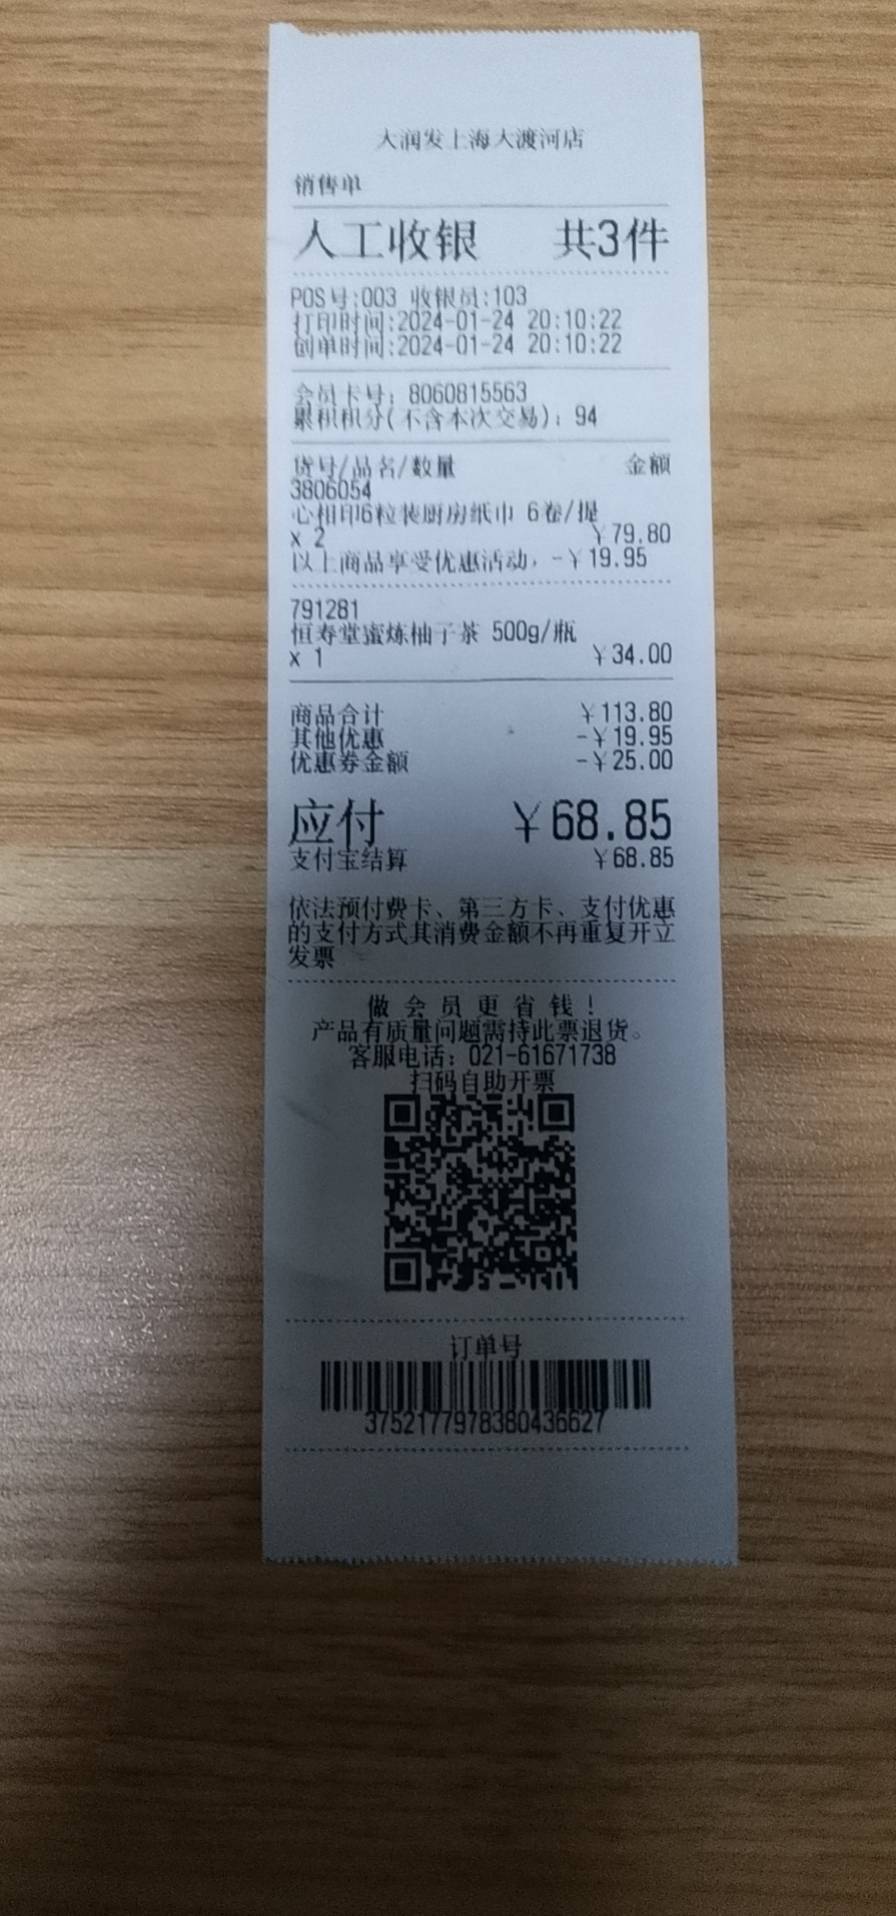 大润发上海大渡河店
销售单
人工收银 共3件
POS号:003 收银员:103
打印时间:2024-01-24 20:10:22
创单时间:2024-01-24 20:10:22
会员卡号: 8060815563
累积积分(不含本次交易): 94
货号/品名/数量 金额
3806054
心相印6粒装厨房纸巾 6卷/提
x 2 ￥79.80
以上商品享受优惠活动, -￥19.95
791281
恒寿堂蜜炼柚子茶 500g/瓶
x 1 ￥34.00
商品合计 ￥113.80
其他优惠 -￥19.95
优惠券金额 -￥25.00
应付 ￥68.85
支付宝结算 ￥68.85
依法预付费卡、第三方卡、支付优惠
的支付方式其消费金额不再重复开立
发票
做会员更省钱!
产品有质量问题需持此票退货。
客服电话: 021-61671738
扫码自助开票
订单号
3752177978380436627